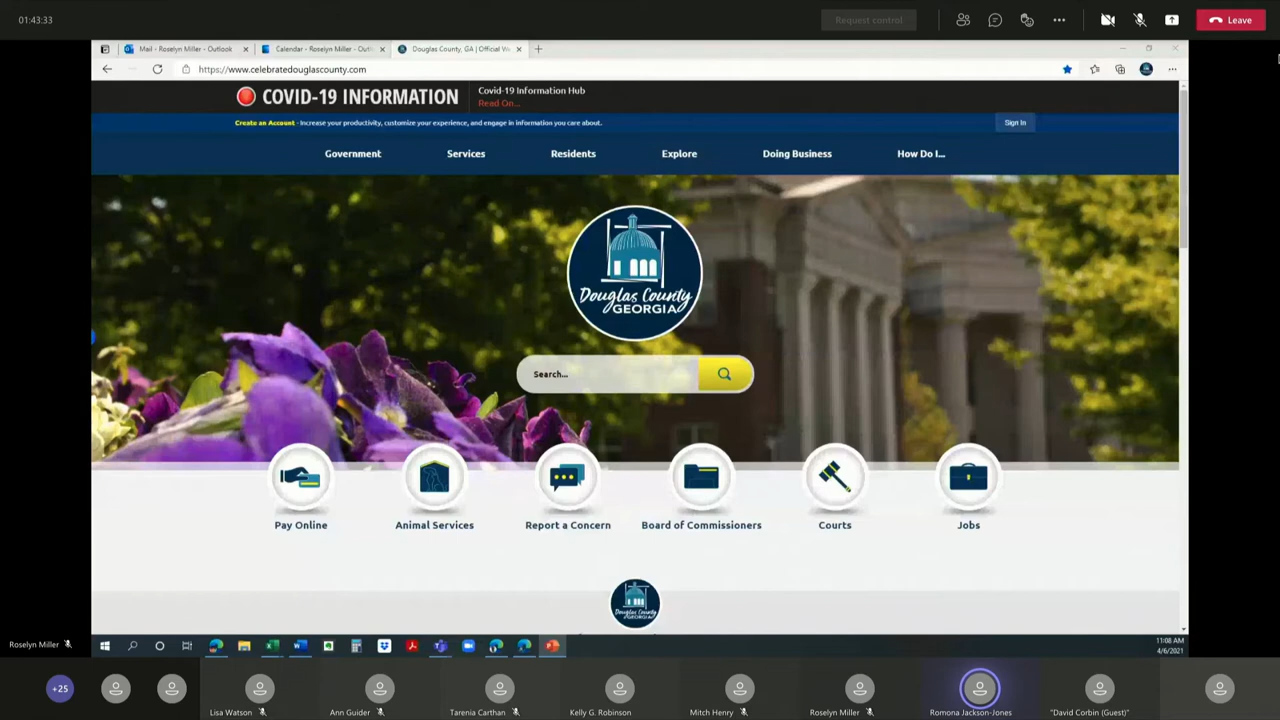 01:43:33
Request control
Leave
Mail - Roselyn Miller - Outlook
Calendar - Roselyn Miller - Outl
Douglas County, GA | Official W
https://www.celebratedouglascounty.com
COVID-19 INFORMATION
Covid-19 Information Hub
Read On...
Create an Account - Increase your productivity, customize your experience, and engage in information you care about.
Sign In
Government
Services
Residents
Explore
Doing Business
How Do I...
Douglas County
GEORGIA
Search...
Pay Online
Animal Services
Report a Concern
Board of Commissioners
Courts
Jobs
Douglas County
GEORGIA
11:08 AM
4/6/2021
Roselyn Miller
+25
Lisa Watson
Ann Guider
Tarenia Carthan
Kelly G. Robinson
Mitch Henry
Roselyn Miller
Romona Jackson-Jones
"David Corbin (Guest)"